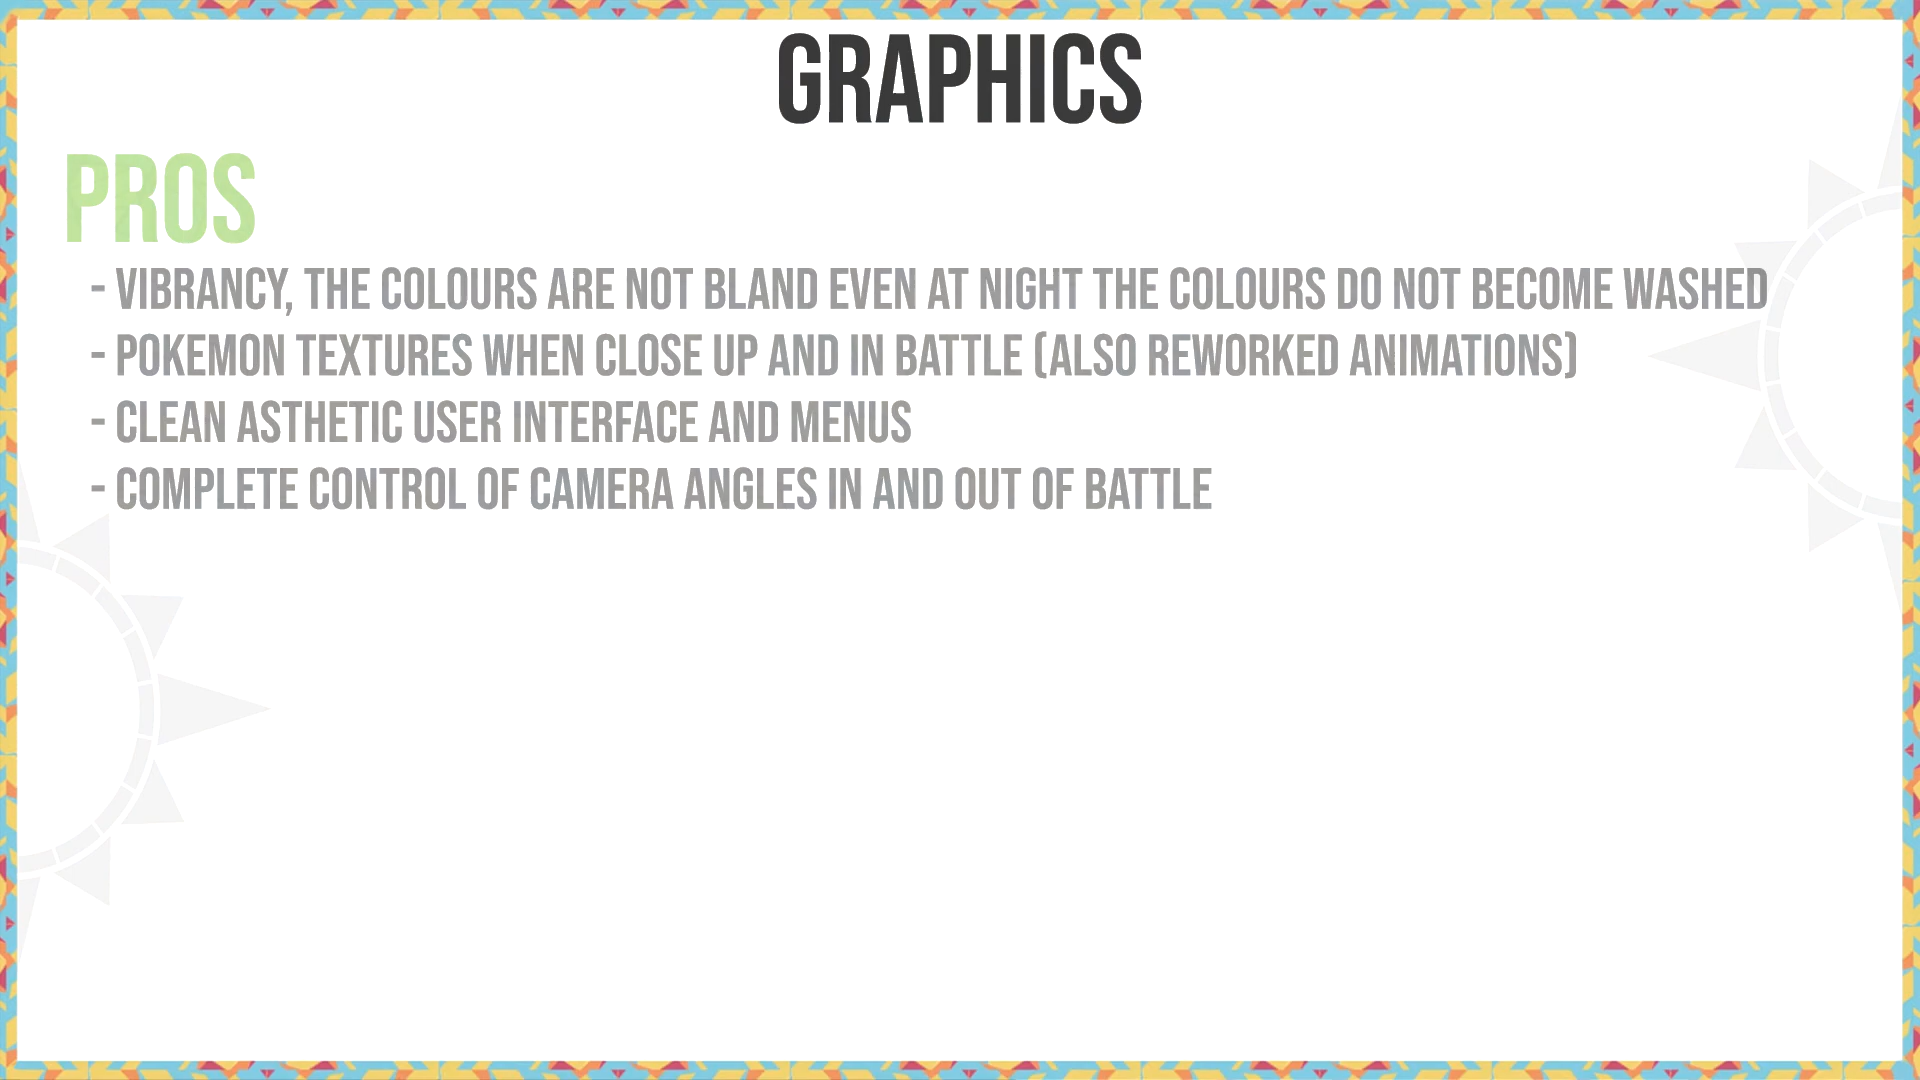 GRAPHICS
PROS
- VIBRANCY, THE COLOURS ARE NOT BLAND EVEN AT NIGHT THE COLOURS DO NOT BECOME WASHED
- POKEMON TEXTURES WHEN CLOSE UP AND IN BATTLE (ALSO REWORKED ANIMATIONS)
- CLEAN ASTHETIC USER INTERFACE AND MENUS
- COMPLETE CONTROL OF CAMERA ANGLES IN AND OUT OF BATTLE